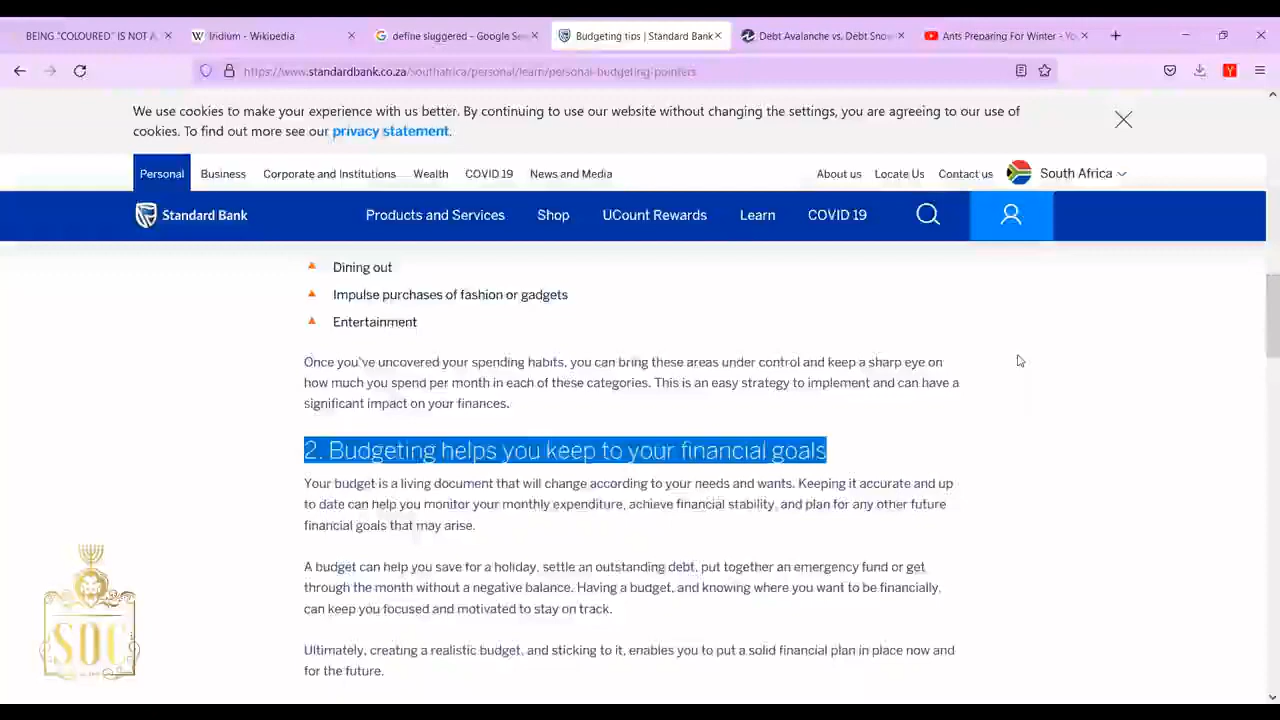 BEING "COLOURED" IS NOT A
Iridium - Wikipedia
define sluggered - Google Se
Budgeting tips | Standard Bank
Debt Avalanche vs. Debt Snow
Ants Preparing For Winter - Yo
https://www.standardbank.co.za/southafrica/personal/learn/personal-budgeting-pointers
We use cookies to make your experience with us better. By continuing to use our website without changing the settings, you are agreeing to our use of
cookies. To find out more see our privacy statement.
Personal Business Corporate and Institutions Wealth COVID 19 News and Media About us Locate Us Contact us South Africa
Standard Bank Products and Services Shop UCount Rewards Learn COVID 19
Dining out
Impulse purchases of fashion or gadgets
Entertainment
Once you've uncovered your spending habits, you can bring these areas under control and keep a sharp eye on
how much you spend per month in each of these categories. This is an easy strategy to implement and can have a
significant impact on your finances.
2. Budgeting helps you keep to your financial goals
Your budget is a living document that will change according to your needs and wants. Keeping it accurate and up
to date can help you monitor your monthly expenditure, achieve financial stability, and plan for any other future
financial goals that may arise.
A budget can help you save for a holiday, settle an outstanding debt, put together an emergency fund or get
through the month without a negative balance. Having a budget, and knowing where you want to be financially,
can keep you focused and motivated to stay on track.
Ultimately, creating a realistic budget, and sticking to it, enables you to put a solid financial plan in place now and
for the future.
SOC